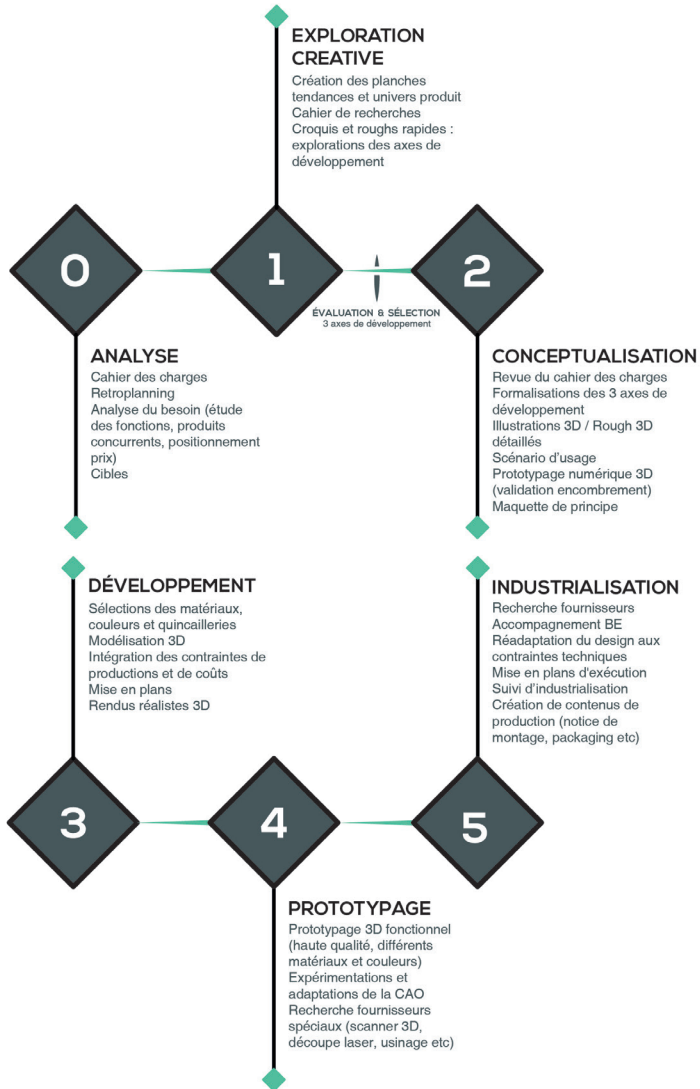 EXPLORATION
CREATIVE
Création des planches
tendances et univers produit
Cahier de recherches
Croquis et roughs rapides :
explorations des axes de
développement
0
1
2
ÉVALUATION & SÉLECTION
3 axes de développement
ANALYSE
Cahier des charges
Retroplanning
Analyse du besoin (étude
des fonctions, produits
concurrents, positionnement
prix)
Cibles
CONCEPTUALISATION
Revue du cahier des charges
Formalisations des 3 axes de
développement
Illustrations 3D / Rough 3D
détaillés
Scénario d'usage
Prototypage numérique 3D
(validation encombrement)
Maquette de principe
DÉVELOPPEMENT
Sélections des matériaux,
couleurs et quincailleries
Modélisation 3D
Intégration des contraintes de
productions et de coûts
Mise en plans
Rendus réalistes 3D
INDUSTRIALISATION
Recherche fournisseurs
Accompagnement BE
Réadaptation du design aux
contraintes techniques
Mise en plans d'exécution
Suivi d'industrialisation
Création de contenus de
production (notice de
montage, packaging etc)
3
4
5
PROTOTYPAGE
Prototypage 3D fonctionnel
(haute qualité, différents
matériaux et couleurs)
Expérimentations et
adaptations de la CAO
Recherche fournisseurs
spéciaux (scanner 3D,
découpe laser, usinage etc)